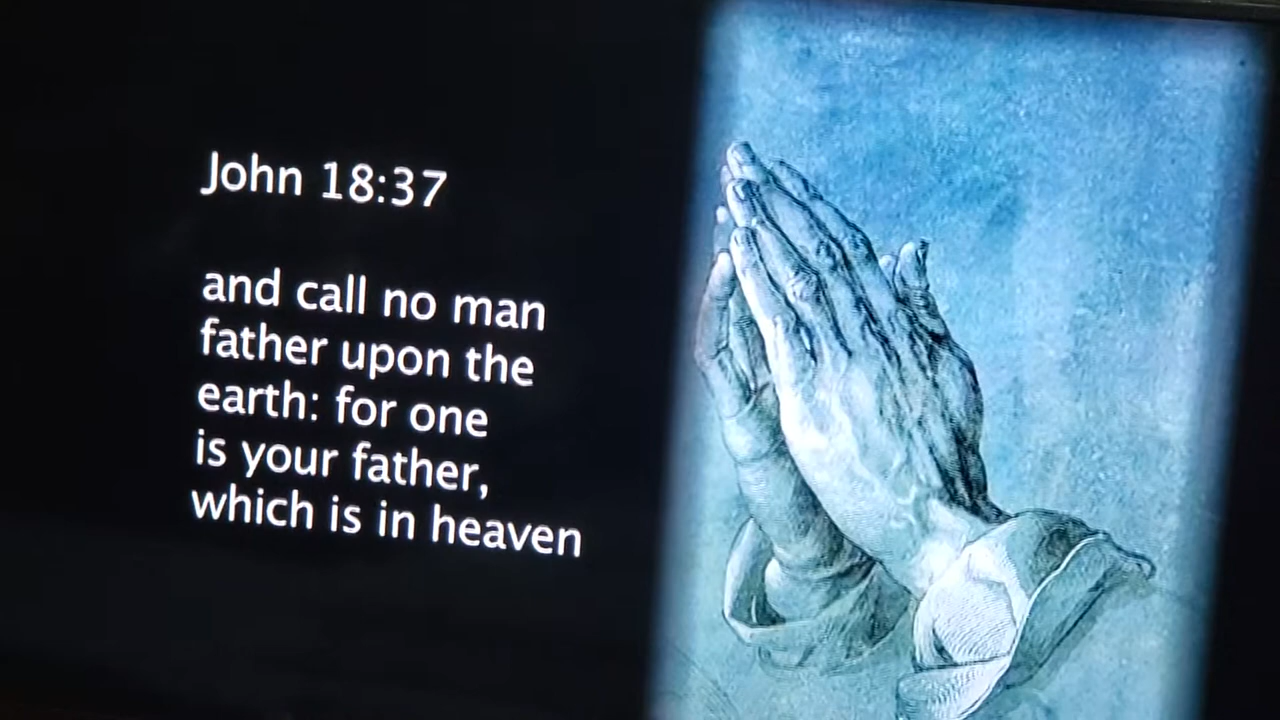 John 18:37
and call no man
father upon the
earth: for one
is your father,
which is in heaven